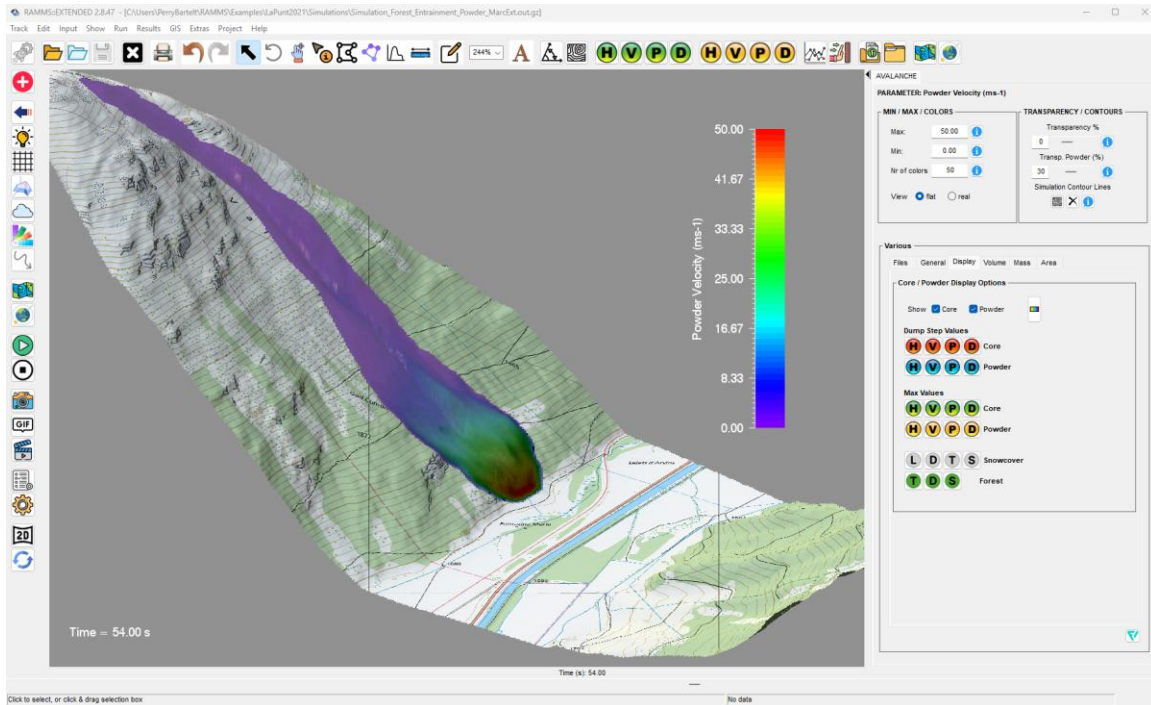 RAMMS::EXTENDED 2.8.47 - [C:\Users\PerryBartelt\RAMMS\Examples\LaPunt2021\Simulations\Simulation_Forest_Entrainment_Powder_MarcExt.out.gz]
Track Edit Input Show Run Results GIS Extras Project Help
244% A H V P D H V P D
AVALANCHE
PARAMETER: Powder Velocity (ms-1)
MIN / MAX / COLORS
Max: 50.00
Min: 0.00
Nr of colors 50
View flat real
TRANSPARENCY / CONTOURS
Transparency %
0
Transp. Powder (%)
30
Simulation Contour Lines
Various
Files General Display Volume Mass Area
Core / Powder Display Options
Show Core Powder
Dump Step Values
H V P D Core
H V P D Powder
Max Values
H V P D Core
H V P D Powder
L D T S Snowcover
T D S Forest
GIF
2D
50.00
41.67
33.33
25.00
16.67
8.33
0.00
Powder Velocity (ms-1)
Time = 54.00 s
Time (s): 54.00
Click to select, or click & drag selection box
No data